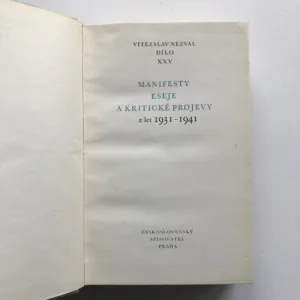 VÍTĚZSLAV NEZVAL
DÍLO
XXV
MANIFESTY
ESEJE
A KRITICKÉ PROJEVY
z let 1931-1941
ČESKOSLOVENSKÝ
SPISOVATEL
PRAHA